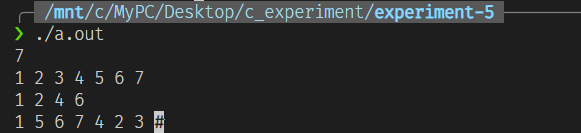 /mnt/c/MyPC/Desktop/c_experiment/experiment-5
❯ ./a.out
7
1 2 3 4 5 6 7
1 2 4 6
1 5 6 7 4 2 3 #